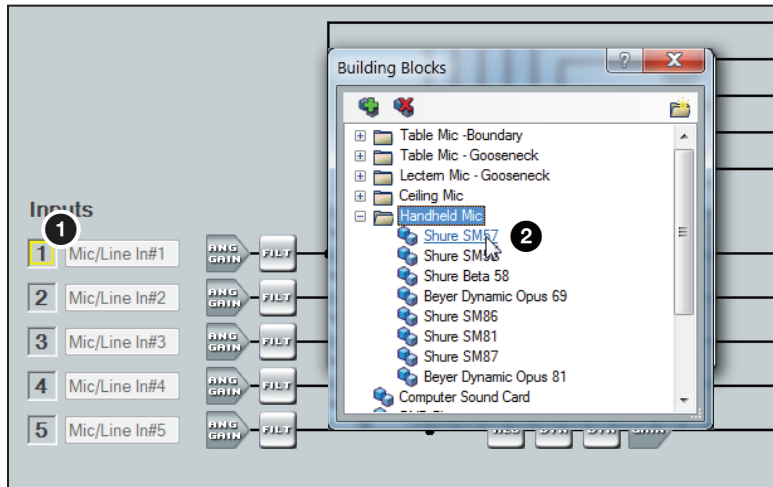 Building Blocks
?
X
Table Mic -Boundary
Table Mic - Gooseneck
Lectern Mic - Gooseneck
Ceiling Mic
Handheld Mic
Shure SM57
2
Shure SM58
Shure Beta 58
Beyer Dynamic Opus 69
Shure SM86
Shure SM81
Shure SM87
Beyer Dynamic Opus 81
Computer Sound Card
Inputs
1
1 Mic/Line In#1 ANG GAIN FILT
2 Mic/Line In#2 ANG GAIN FILT
3 Mic/Line In#3 ANG GAIN FILT
4 Mic/Line In#4 ANG GAIN FILT
5 Mic/Line In#5 ANG GAIN FILT